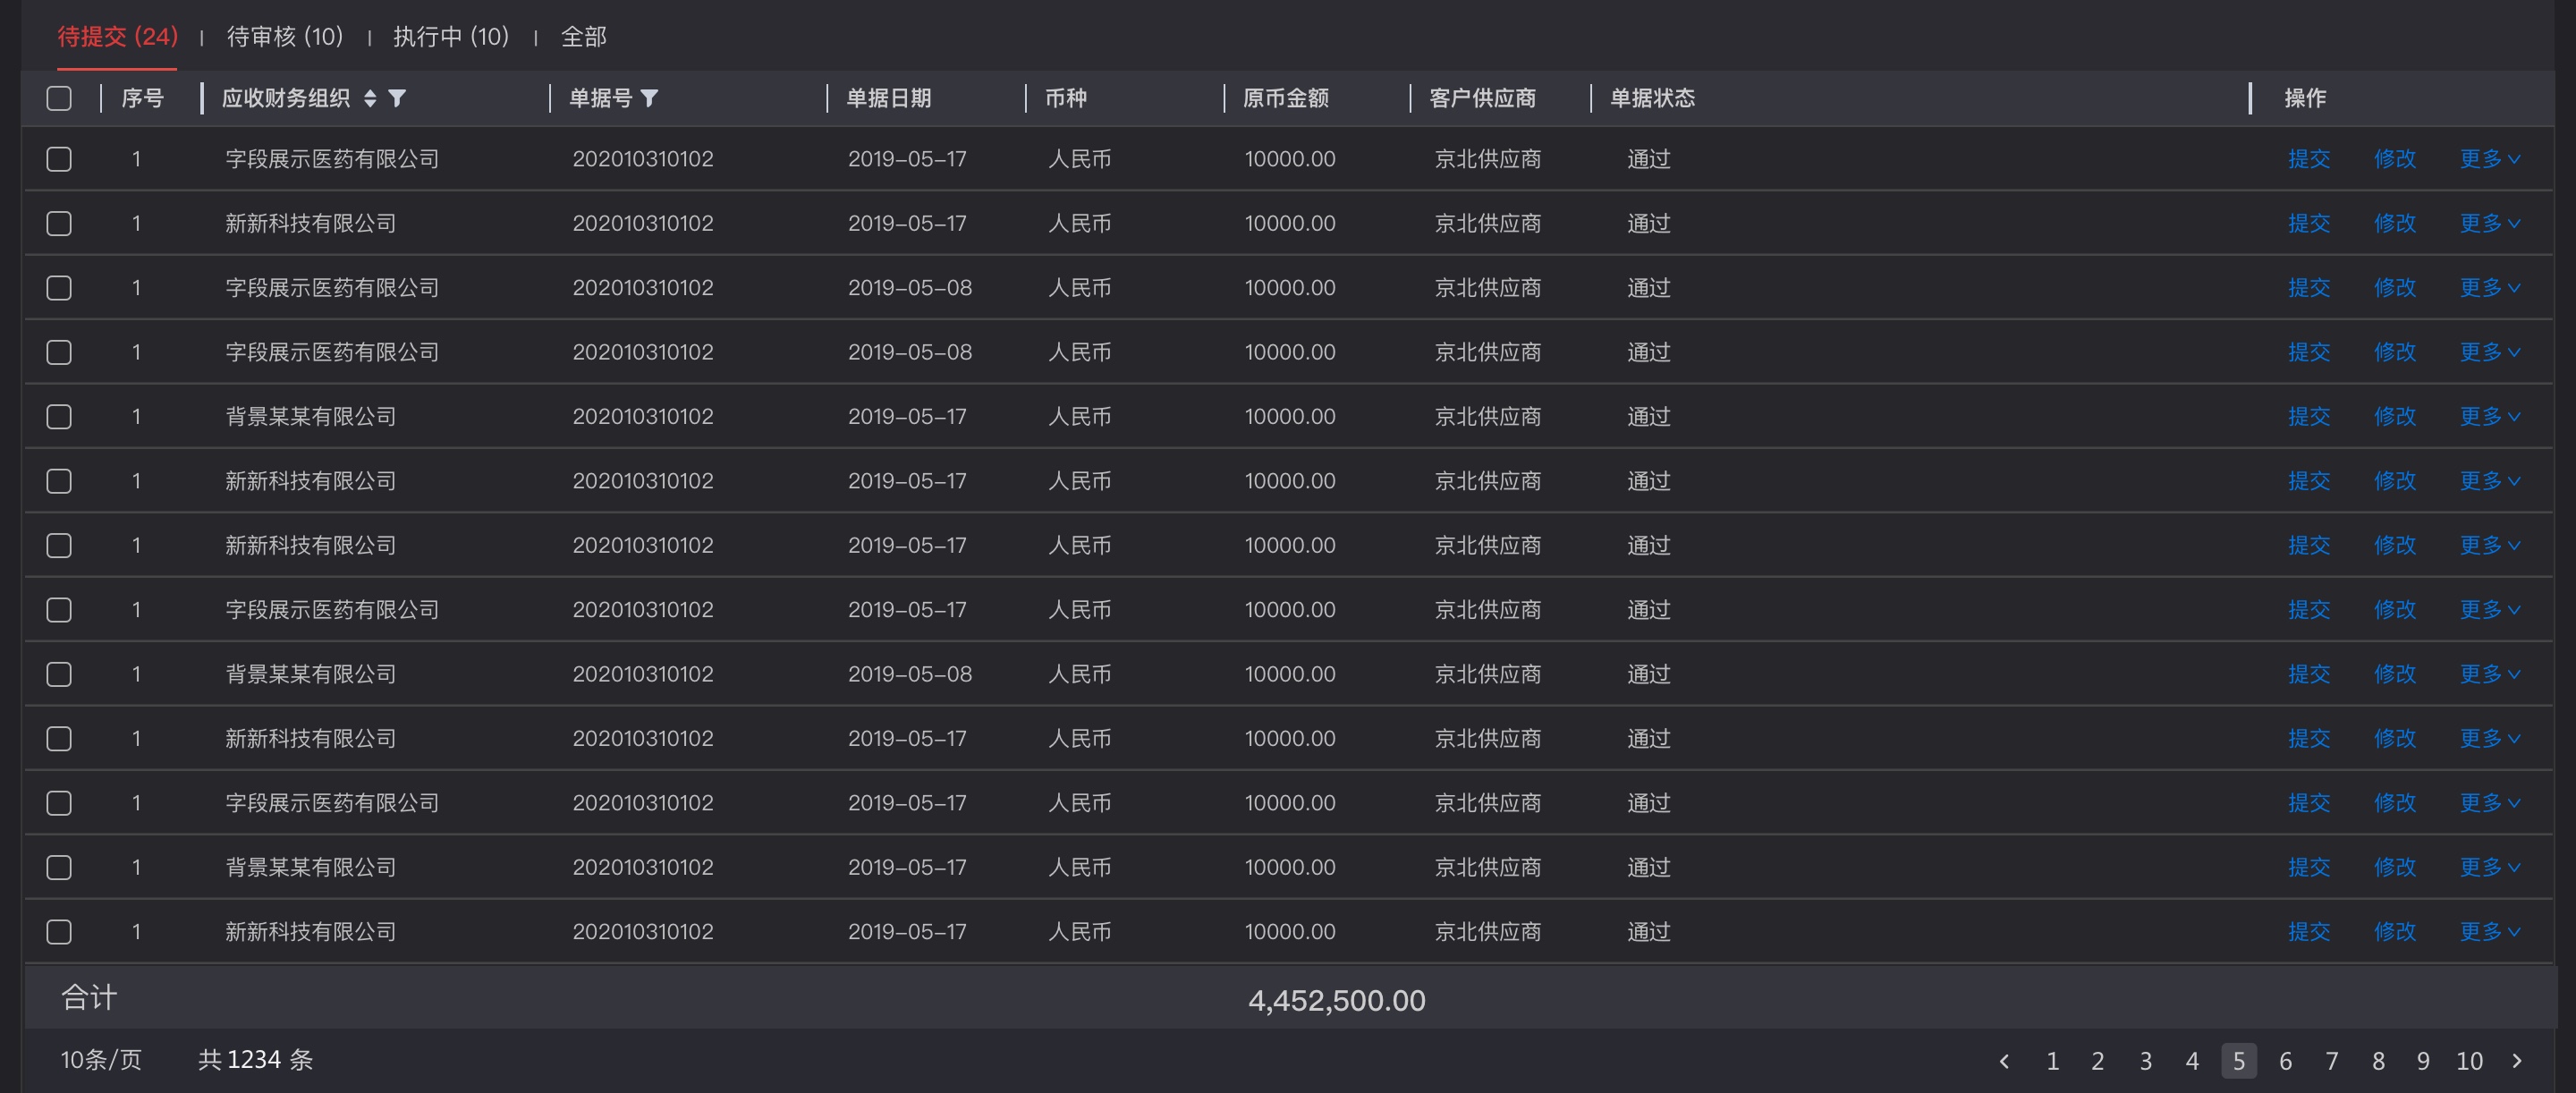 待提交 (24) | 待审核 (10) | 执行中 (10) | 全部
序号 应收财务组织 单据号 单据日期 币种 原币金额 客户供应商 单据状态 操作
1 字段展示医药有限公司 202010310102 2019-05-17 人民币 10000.00 京北供应商 通过 提交 修改 更多
1 新新科技有限公司 202010310102 2019-05-17 人民币 10000.00 京北供应商 通过 提交 修改 更多
1 字段展示医药有限公司 202010310102 2019-05-08 人民币 10000.00 京北供应商 通过 提交 修改 更多
1 字段展示医药有限公司 202010310102 2019-05-08 人民币 10000.00 京北供应商 通过 提交 修改 更多
1 背景某某有限公司 202010310102 2019-05-17 人民币 10000.00 京北供应商 通过 提交 修改 更多
1 新新科技有限公司 202010310102 2019-05-17 人民币 10000.00 京北供应商 通过 提交 修改 更多
1 新新科技有限公司 202010310102 2019-05-17 人民币 10000.00 京北供应商 通过 提交 修改 更多
1 字段展示医药有限公司 202010310102 2019-05-17 人民币 10000.00 京北供应商 通过 提交 修改 更多
1 背景某某有限公司 202010310102 2019-05-08 人民币 10000.00 京北供应商 通过 提交 修改 更多
1 新新科技有限公司 202010310102 2019-05-17 人民币 10000.00 京北供应商 通过 提交 修改 更多
1 字段展示医药有限公司 202010310102 2019-05-17 人民币 10000.00 京北供应商 通过 提交 修改 更多
1 背景某某有限公司 202010310102 2019-05-17 人民币 10000.00 京北供应商 通过 提交 修改 更多
1 新新科技有限公司 202010310102 2019-05-17 人民币 10000.00 京北供应商 通过 提交 修改 更多
合计 4,452,500.00
10条/页 共 1234 条 1 2 3 4 5 6 7 8 9 10